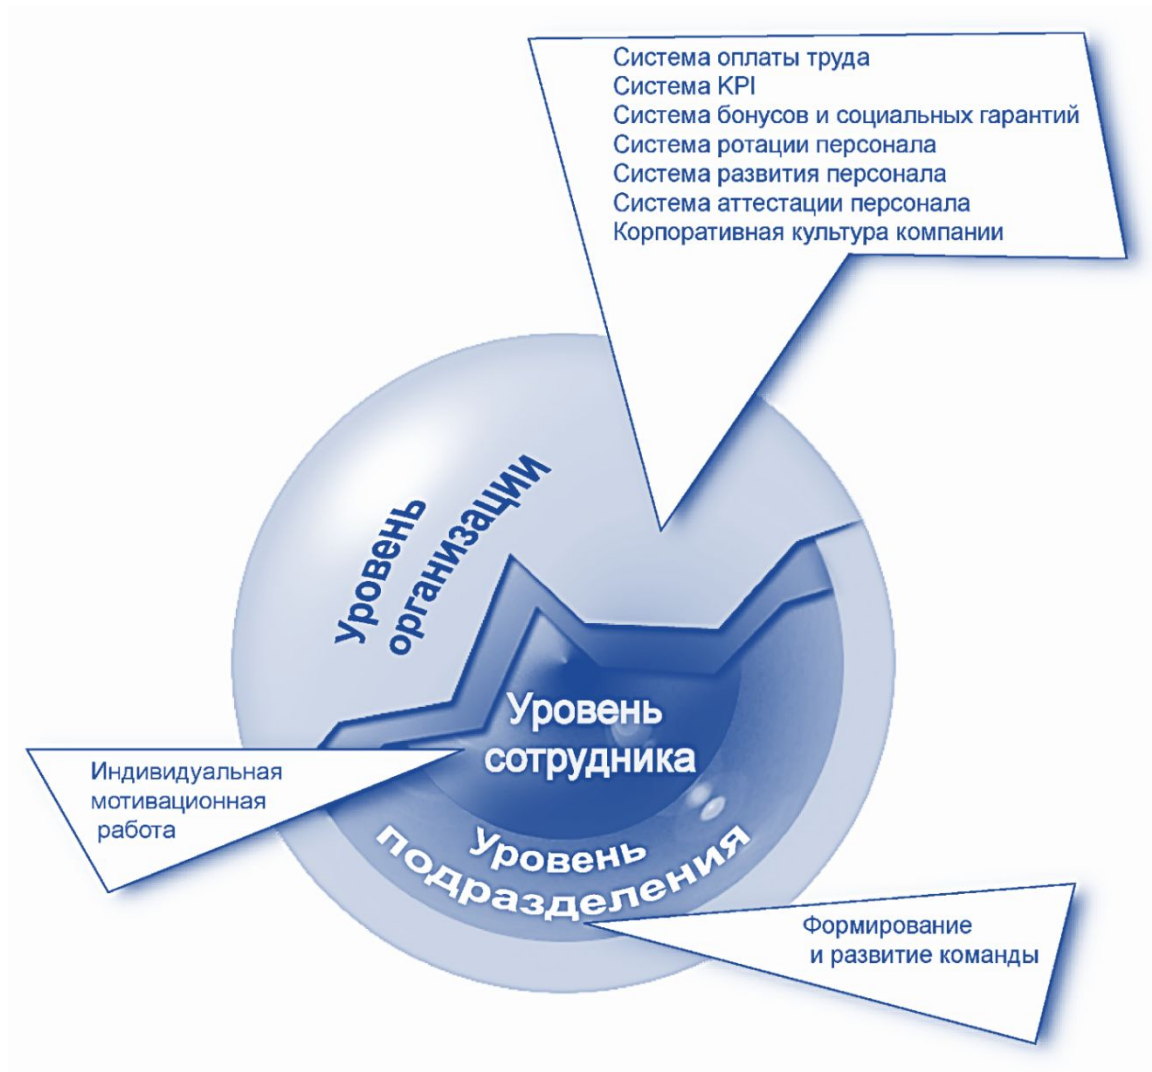 Система оплаты труда
Система KPI
Система бонусов и социальных гарантий
Система ротации персонала
Система развития персонала
Система аттестации персонала
Корпоративная культура компании
Уровень
организации
Уровень
сотрудника
Индивидуальная
мотивационная
работа
Уровень
подразделения
Формирование
и развитие команды